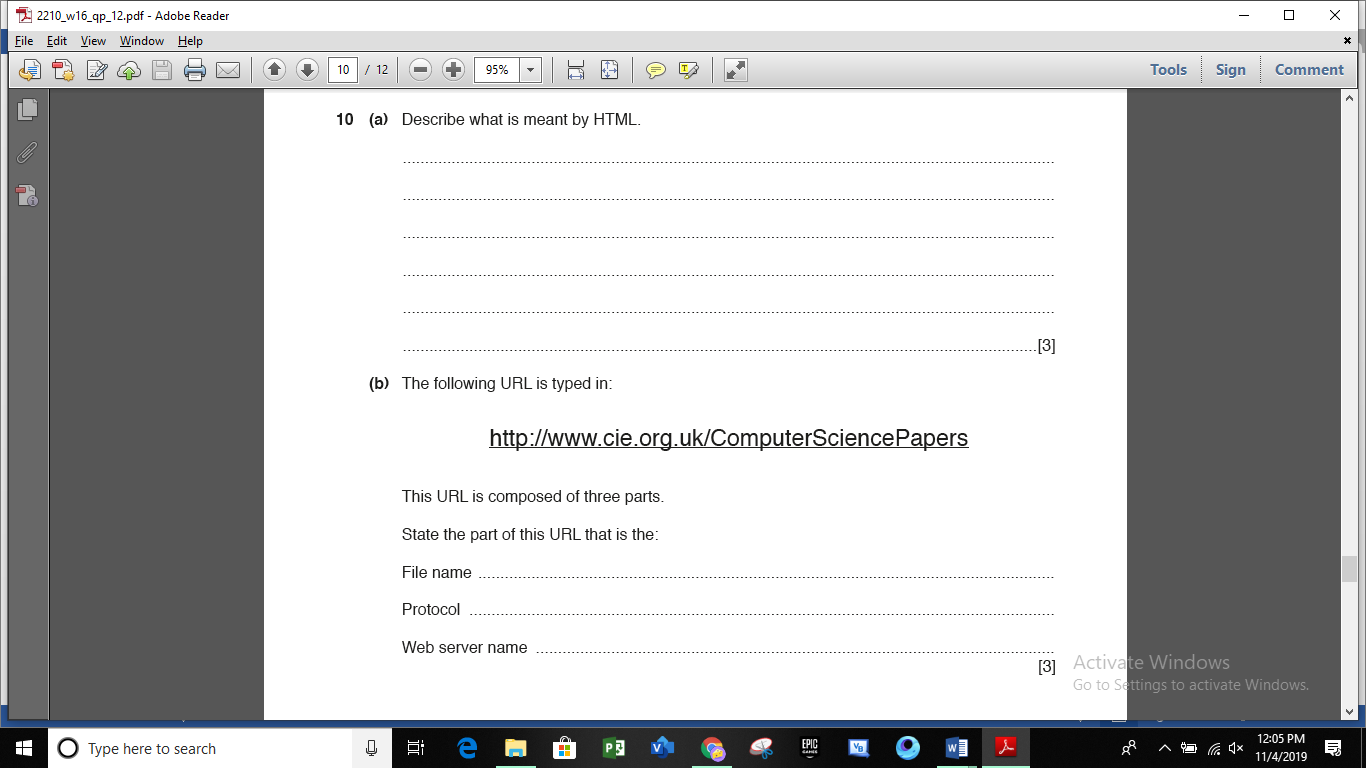 2210_w16_qp_12.pdf - Adobe Reader
File Edit View Window Help
10 / 12 95% Tools Sign Comment
10 (a) Describe what is meant by HTML.
..........................................................................
..........................................................................
..........................................................................
..........................................................................
..........................................................................
..........................................................................[3]
(b) The following URL is typed in:
http://www.cie.org.uk/ComputerSciencePapers
This URL is composed of three parts.
State the part of this URL that is the:
File name ..........................................................................
Protocol ..........................................................................
Web server name ..........................................................................
[3]
Activate Windows
Go to Settings to activate Windows.
Type here to search
EPIC GAMES
VB
12:05 PM
11/4/2019